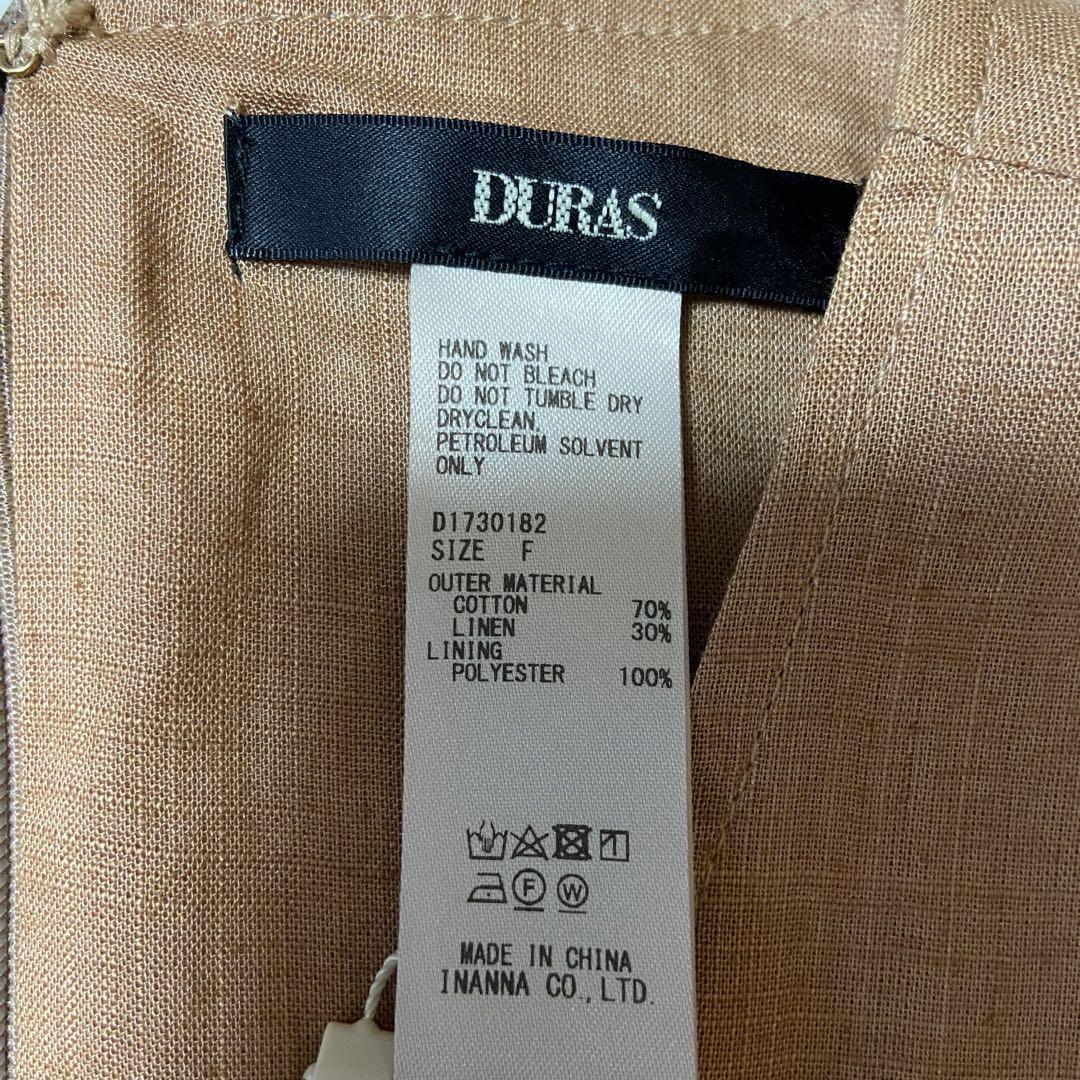 DURAS
HAND WASH
DO NOT BLEACH
DO NOT TUMBLE DRY
DRYCLEAN,
PETROLEUM SOLVENT
ONLY
D1730182
SIZE F
OUTER MATERIAL
COTTON 70%
LINEN 30%
LINING
POLYESTER 100%
F W
MADE IN CHINA
INANNA CO.,LTD.